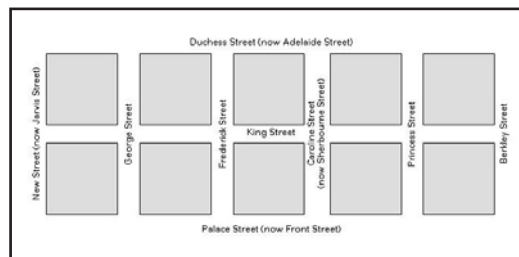 Duchess Street (now Adelaide Street)
New Street (now Jarvis Street)
George Street
Frederick Street
King Street
Caroline Street
(now Sherbourne Street)
Princess Street
Berkley Street
Palace Street (now Front Street)